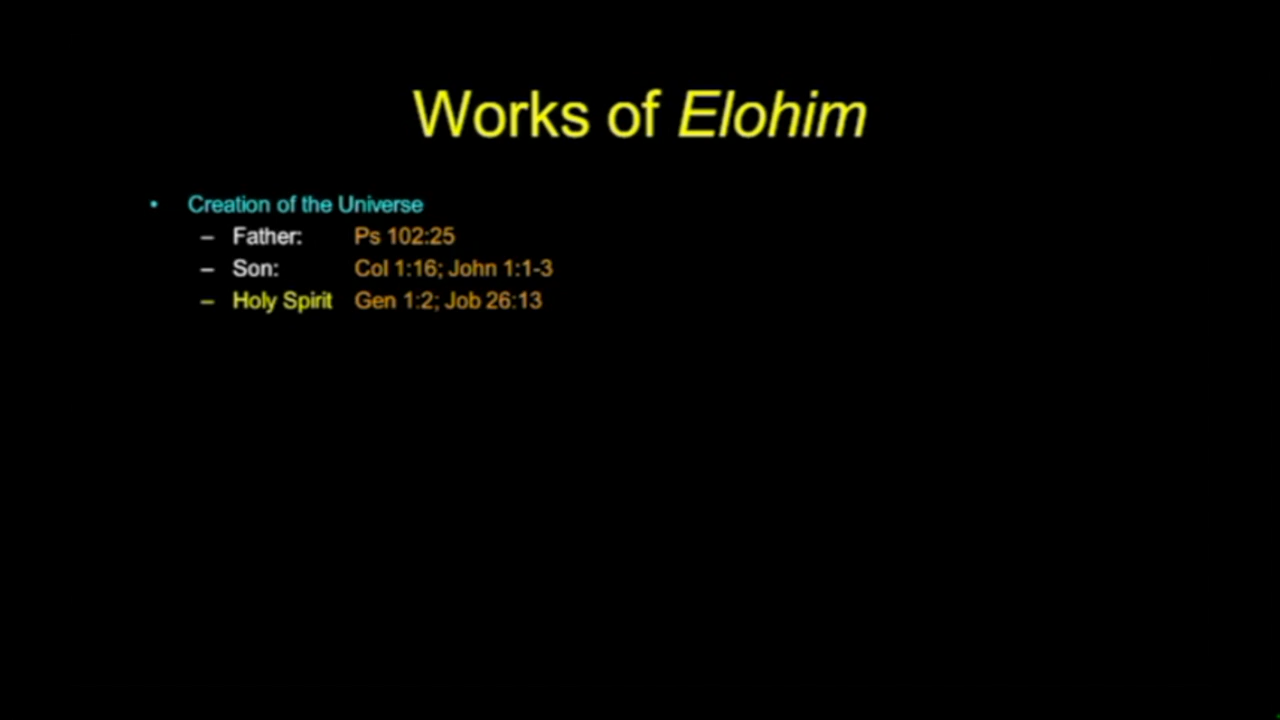 Works of Elohim
• Creation of the Universe
– Father: Ps 102:25
– Son: Col 1:16; John 1:1-3
– Holy Spirit Gen 1:2; Job 26:13